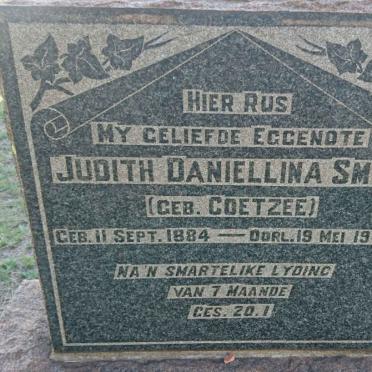 HIER RUS
MY GELIEFDE EGGENOTE
JUDITH DANIELLINA SM
(GEB. COETZEE)
GEB. 11 SEPT. 1884 — OORL. 19 MEI 19
NA 'N SMARTELIKE LYDING
VAN 7 MAANDE
GES. 20.1